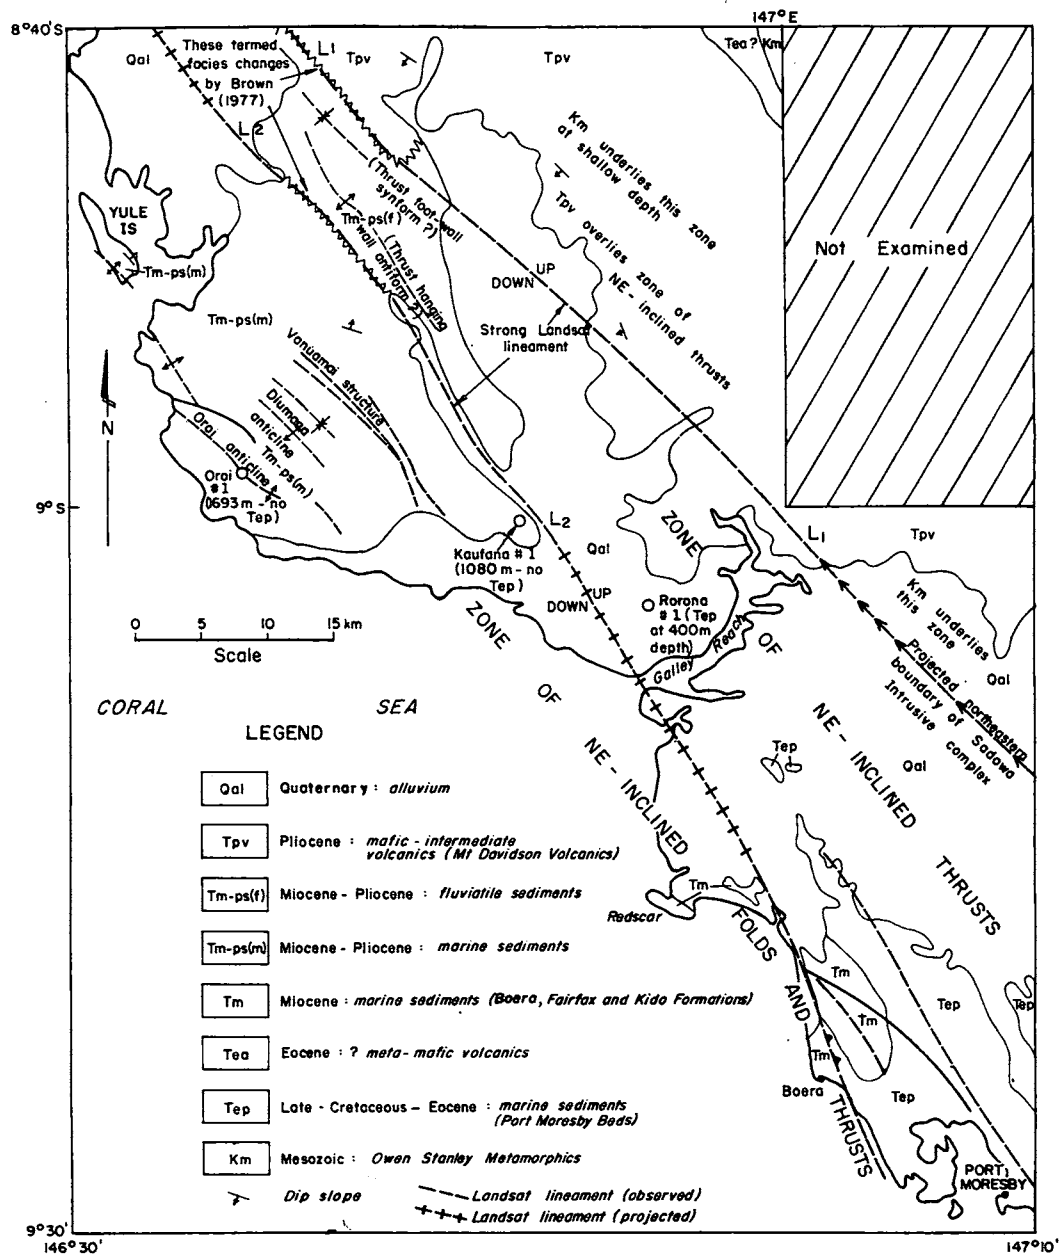 147°E
8°40'S
Qal
These termed
facies changes
by Brown
(1977)
L1
Tpv
Tpv
Tea?
Km
L2
Km underlies this zone
at shallow depth
Not Examined
YULE
IS
Tm-ps(m)
(Thrust foot-wall
synform?)
Tm-ps(f)
(Thrust hanging
wall antiform?)
Tpv overlies zone of
NE-inclined thrusts
UP
DOWN
Strong Landsat
lineament
Tm-ps(m)
Vanuamai structure
Diumana
anticline
Oroi anticline
Tm-ps(m)
N
Oroi
#1
(1693m-no
Tep)
9°S
L2
Kaufana #1
(1080m-no
Tep)
Qal
UP
DOWN
Rorona
#1 (Tep
at 400m
depth)
Galley Reach
L1
Tpv
Km underlies
this
zone
Projected northeastern
boundary of Sadowa
Intrusive complex
Qal
ZONE OF NE-INCLINED THRUSTS
ZONE OF NE-INCLINED FOLDS AND THRUSTS
0 5 10 15 km
Scale
CORAL SEA
Tep
Qal
LEGEND
Qal Quaternary: alluvium
Tpv Pliocene: mafic-intermediate
volcanics (Mt Davidson Volcanics)
Tm-ps(f) Miocene-Pliocene: fluviatile sediments
Tm-ps(m) Miocene-Pliocene: marine sediments
Tm Miocene: marine sediments (Boera, Fairfax and Kido Formations)
Tea Eocene: ? meta-mafic volcanics
Tep Late-Cretaceous-Eocene: marine sediments
(Port Moresby Beds)
Km Mesozoic: Owen Stanley Metamorphics
Dip slope
Landsat lineament (observed)
Landsat lineament (projected)
Tm
Redscar
Tm
Tm
Tm
Tep
Tep
Boera
Tep
PORT
MORESBY
9°30'
146°30'
147°10'